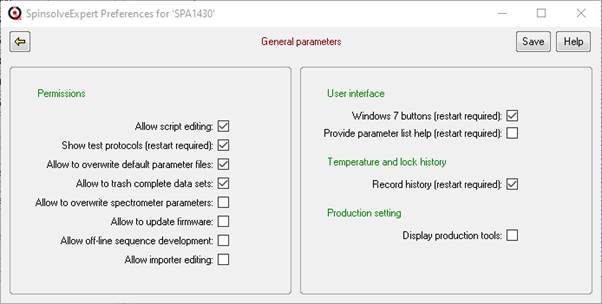 SpinsolveExpert Preferences for 'SPA1430'
General parameters
Save
Help
Permissions
Allow script editing:
Show test protocols (restart required):
Allow to overwrite default parameter files:
Allow to trash complete data sets:
Allow to overwrite spectrometer parameters:
Allow to update firmware:
Allow off-line sequence development:
Allow importer editing:
User interface
Windows 7 buttons (restart required):
Provide parameter list help (restart required):
Temperature and lock history
Record history (restart required):
Production setting
Display production tools: